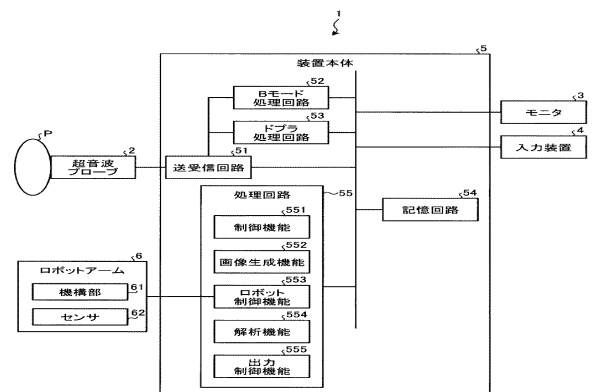 1
5
装置本体
52
Bモード
処理回路
53
ドプラ
処理回路
3
モニタ
4
入力装置
P
2
超音波
プローブ
51
送受信回路
処理回路
55
551
制御機能
552
画像生成機能
553
ロボット
制御機能
554
解析機能
555
出力
制御機能
54
記憶回路
6
ロボットアーム
61
機構部
62
センサ